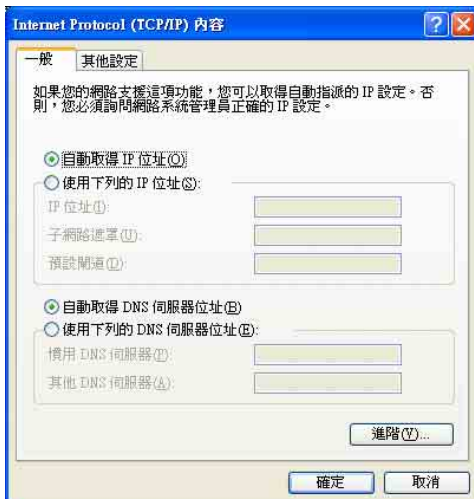 Internet Protocol (TCP/IP) 內容
一般
其他設定
如果您的網路支援這項功能，您可以取得自動指派的 IP 設定。否
則，您必須詢問網路系統管理員正確的 IP 設定。
自動取得 IP 位址(O)
使用下列的 IP 位址(S):
IP 位址(I):
子網路遮罩(U):
預設閘道(D):
自動取得 DNS 伺服器位址(B)
使用下列的 DNS 伺服器位址(E):
慣用 DNS 伺服器(P):
其他 DNS 伺服器(A):
進階(V)...
確定
取消